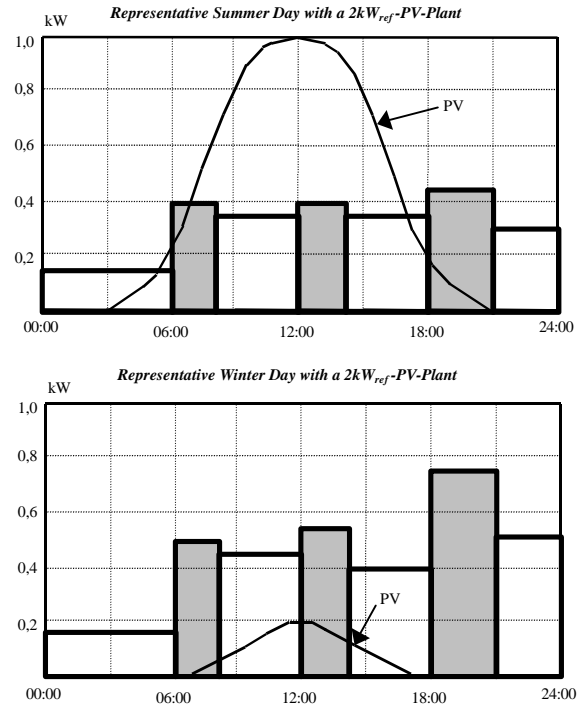 Representative Summer Day with a 2kWref-PV-Plant
kW
1,0
0,8
0,6
0,4
0,2
PV
00:00 06:00 12:00 18:00 24:00
Representative Winter Day with a 2kWref-PV-Plant
kW
1,0
0,8
0,6
0,4
0,2
PV
00:00 06:00 12:00 18:00 24:00